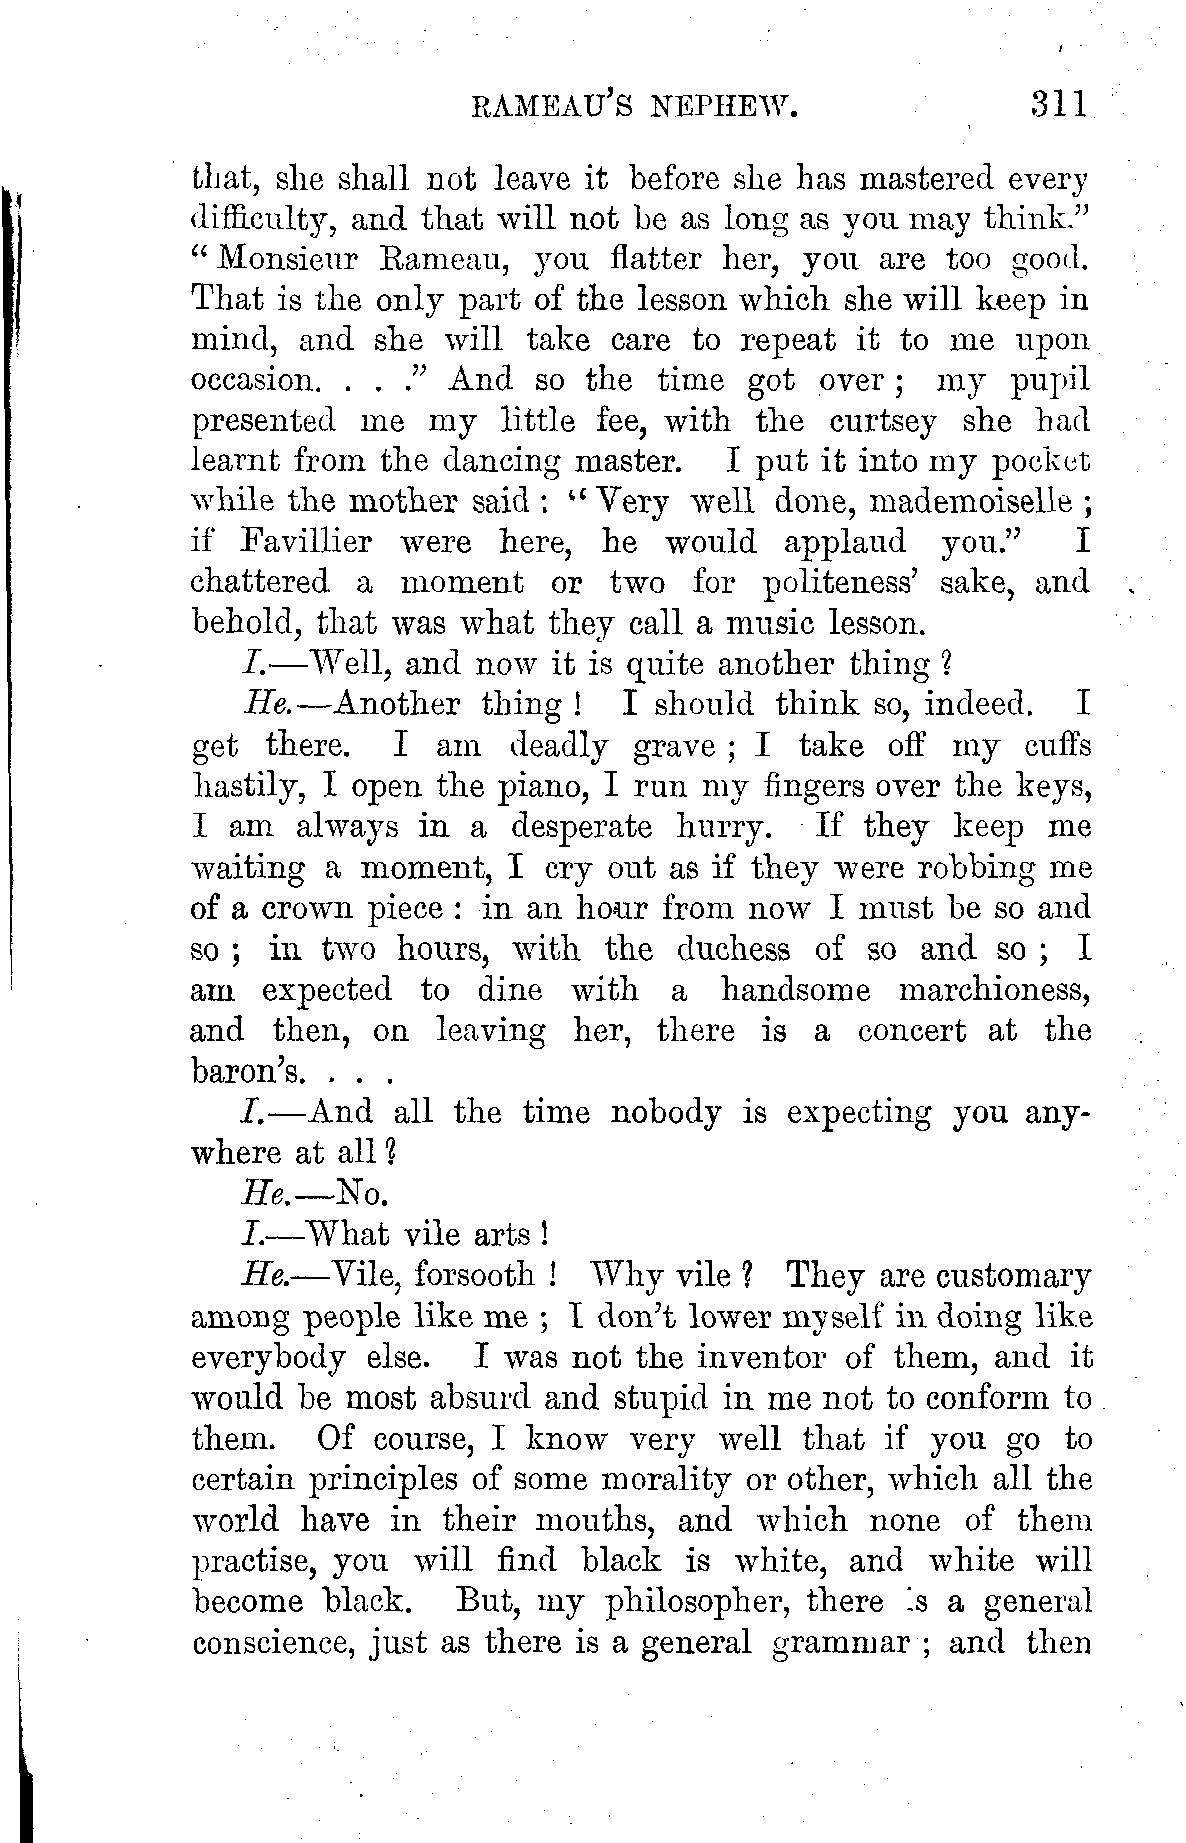 RAMEAU'S NEPHEW. 311
that, she shall not leave it before she has mastered every
difficulty, and that will not be as long as you may think."
"Monsieur Rameau, you flatter her, you are too good.
That is the only part of the lesson which she will keep in
mind, and she will take care to repeat it to me upon
occasion. . . ." And so the time got over; my pupil
presented me my little fee, with the curtsey she had
learnt from the dancing master. I put it into my pocket
while the mother said: "Very well done, mademoiselle;
if Favillier were here, he would applaud you." I
chattered a moment or two for politeness' sake, and
behold, that was what they call a music lesson.
I.—Well, and now it is quite another thing?
He.—Another thing! I should think so, indeed. I
get there. I am deadly grave; I take off my cuffs
hastily, I open the piano, I run my fingers over the keys,
I am always in a desperate hurry. If they keep me
waiting a moment, I cry out as if they were robbing me
of a crown piece: in an hour from now I must be so and
so; in two hours, with the duchess of so and so; I
am expected to dine with a handsome marchioness,
and then, on leaving her, there is a concert at the
baron's. . . .
I.—And all the time nobody is expecting you any-
where at all?
He.—No.
I.—What vile arts!
He.—Vile, forsooth! Why vile? They are customary
among people like me; I don't lower myself in doing like
everybody else. I was not the inventor of them, and it
would be most absurd and stupid in me not to conform to
them. Of course, I know very well that if you go to
certain principles of some morality or other, which all the
world have in their mouths, and which none of them
practise, you will find black is white, and white will
become black. But, my philosopher, there is a general
conscience, just as there is a general grammar; and then